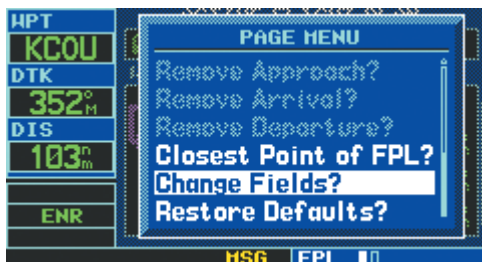 WPT
KCOU
DTK
352°M
DIS
103nm
ENR
PAGE MENU
Remove Approach?
Remove Arrival?
Remove Departure?
Closest Point of FPL?
Change Fields?
Restore Defaults?
MSG FPL